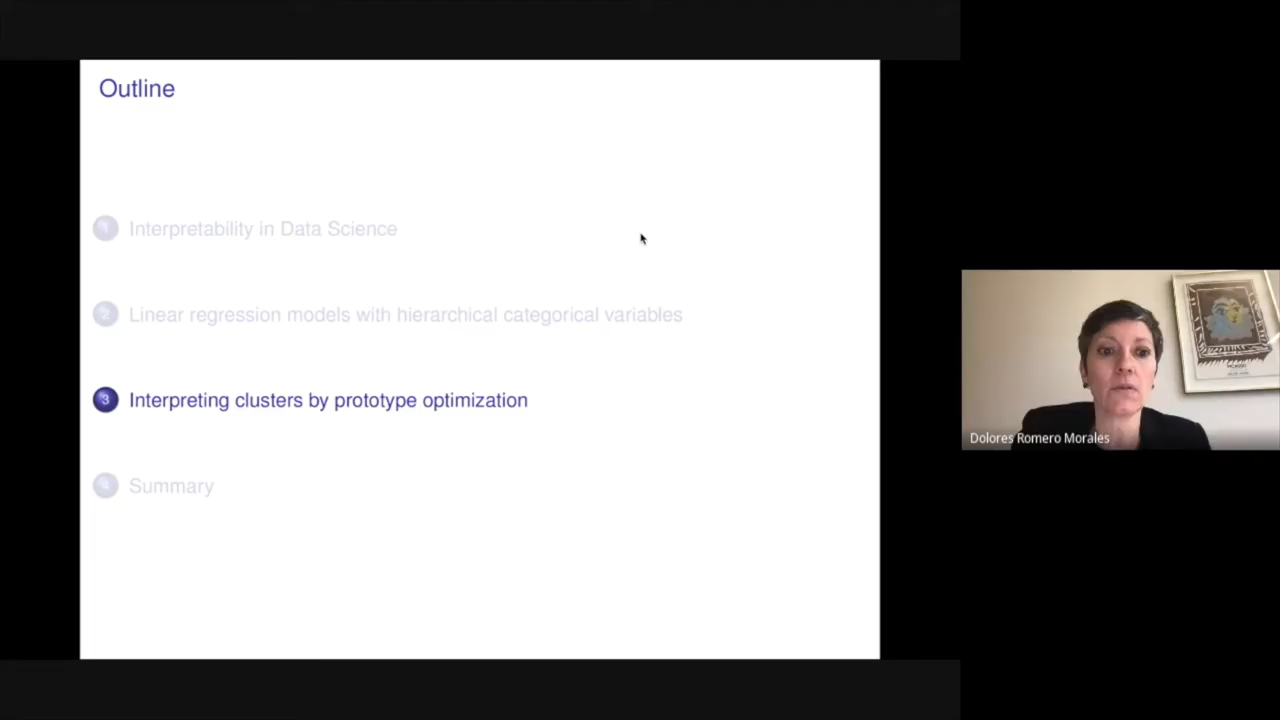 Outline
1 Interpretability in Data Science
2 Linear regression models with hierarchical categorical variables
3 Interpreting clusters by prototype optimization
4 Summary
Dolores Romero Morales